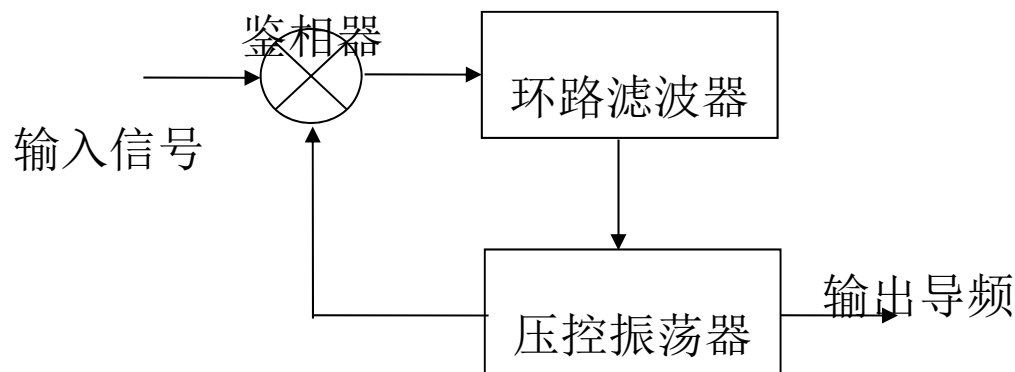 鉴相器
环路滤波器
输入信号
输出导频
压控振荡器